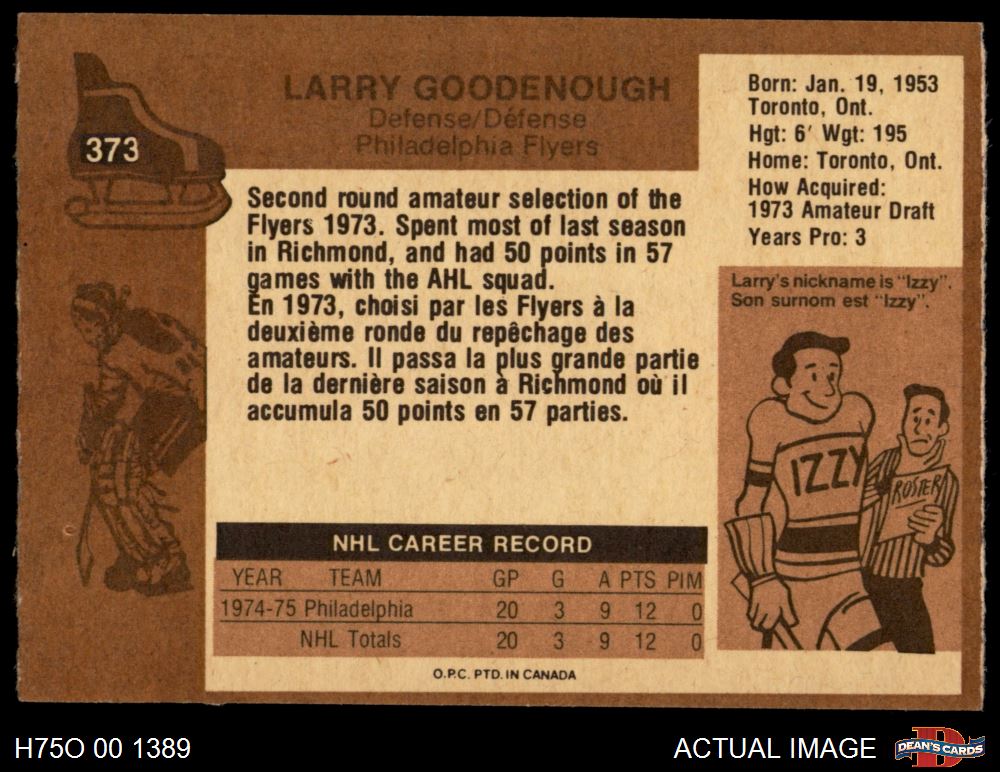 LARRY GOODENOUGH
Defense/Défense
Philadelphia Flyers
373
Born: Jan. 19, 1953
Toronto, Ont.
Hgt: 6' Wgt: 195
Home: Toronto, Ont.
How Acquired:
1973 Amateur Draft
Years Pro: 3
Second round amateur selection of the
Flyers 1973. Spent most of last season
in Richmond, and had 50 points in 57
games with the AHL squad.
En 1973, choisi par les Flyers à la
deuxième ronde du repêchage des
amateurs. Il passa la plus grande partie
de la dernière saison à Richmond où il
accumula 50 points en 57 parties.
Larry's nickname is "Izzy".
Son surnom est "Izzy".
IZZY
ROSTER
NHL CAREER RECORD
YEAR TEAM GP G A PTS PIM
1974-75 Philadelphia 20 3 9 12 0
NHL Totals 20 3 9 12 0
O.P.C. PTD. IN CANADA
H75O 00 1389
ACTUAL IMAGE
D
DEAN'S CARDS